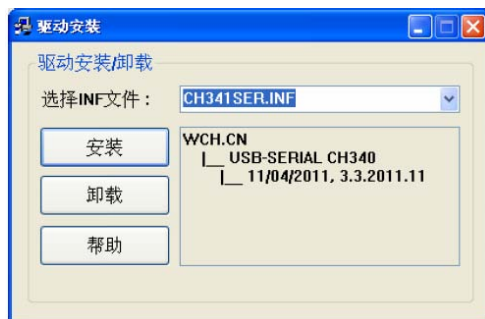 驱动安装
驱动安装/卸载
选择INF文件： CH341SER.INF
安装
卸载
帮助
WCH.CN
|__ USB-SERIAL CH340
|__ 11/04/2011, 3.3.2011.11